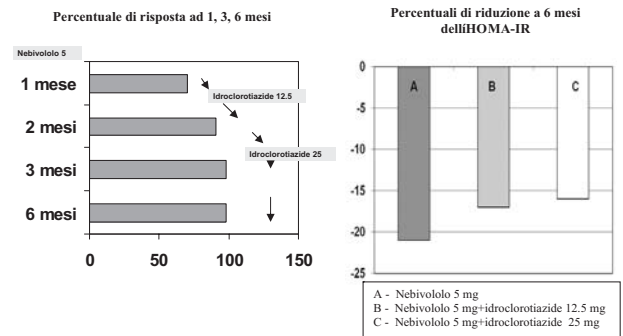 Percentuale di risposta ad 1, 3, 6 mesi
Nebivololo 5
1 mese
Idroclorotiazide 12.5
2 mesi
Idroclorotiazide 25
3 mesi
6 mesi
0 50 100 150
Percentuali di riduzione a 6 mesi
delliHOMA-IR
0
-5
-10
-15
-20
-25
A B C
A - Nebivololo 5 mg
B - Nebivololo 5 mg+idroclorotiazide 12.5 mg
C - Nebivololo 5 mg+idroclorotiazide 25 mg